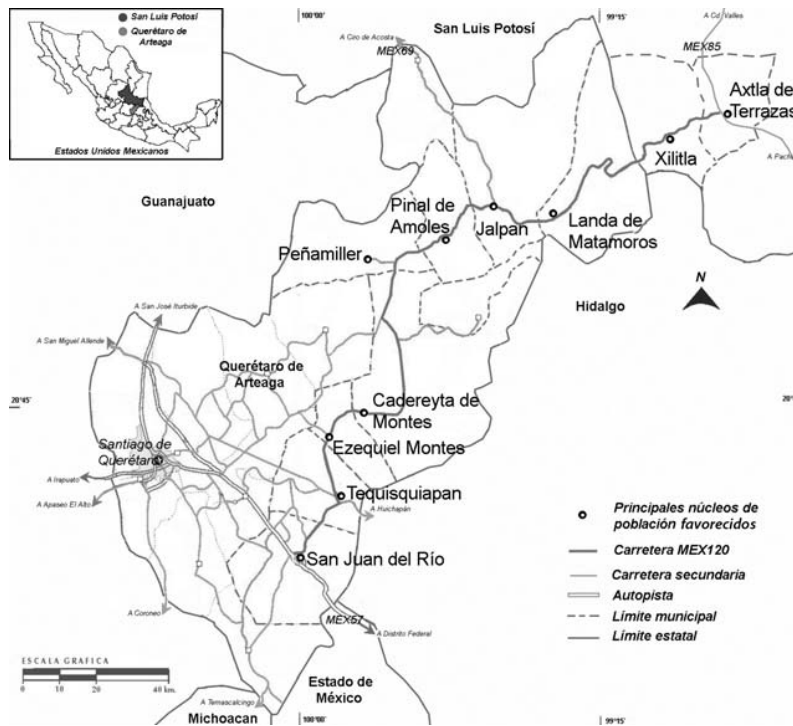 San Luis Potosí
Querétaro de
Arteaga
Estados Unidos Mexicanos
100°00'
San Luis Potosí
99°15'
A Cd. Valles
A Ciro de Acosta
MEX69
MEX85
Axtla de
Terrazas
Xilitla
A Pach
Guanajuato
Pinal de
Amoles
Jalpan
Landa de
Matamoros
Peñamiller
N
Hidalgo
A San José Iturbide
A San Miguel Allende
Querétaro de
Arteaga
20°45'
20°
Cadereyta de
Montes
Ezequiel Montes
Santiago de
Querétaro
A Irapuato
A Apaseo El Alto
Tequisquiapan
A Huichapán
San Juan del Río
A Coroneo
MEX57
A Distrito Federal
Principales núcleos de
población favorecidos
Carretera MEX120
Carretera secundaria
Autopista
Límite municipal
Límite estatal
ESCALA GRAFICA
0 10 20 40 km.
Estado de
México
A Temascalcingo
Michoacan
100°00'
99°15'